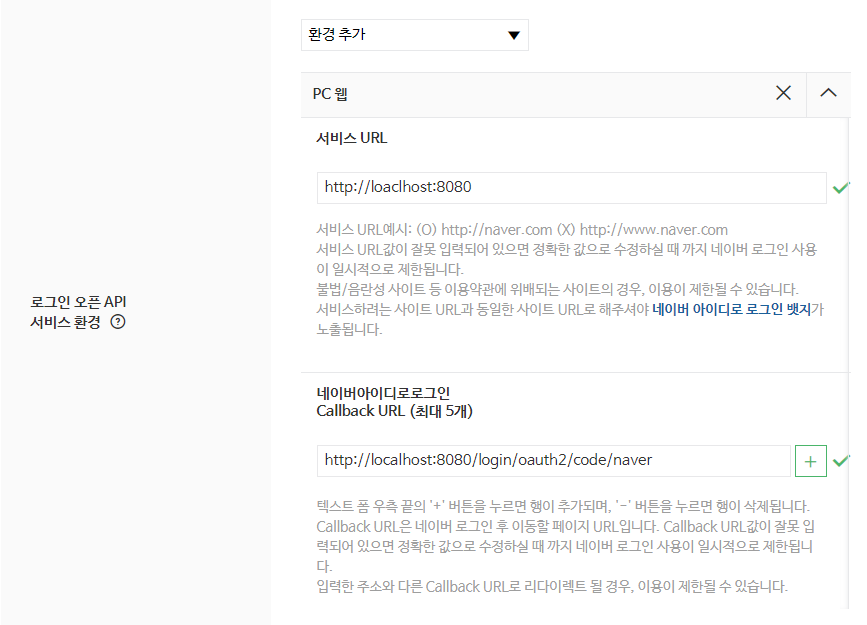 환경 추가
PC 웹
서비스 URL
http://loaclhost:8080
서비스 URL예시: (O) http://naver.com (X) http://www.naver.com
서비스 URL값이 잘못 입력되어 있으면 정확한 값으로 수정하실 때 까지 네이버 로그인 사용
이 일시적으로 제한됩니다.
불법/음란성 사이트 등 이용약관에 위배되는 사이트의 경우, 이용이 제한될 수 있습니다.
서비스하려는 사이트 URL과 동일한 사이트 URL로 해주셔야 네이버 아이디로 로그인 뱃지가
노출됩니다.
로그인 오픈 API
서비스 환경 ?
네이버아이디로로그인
Callback URL (최대 5개)
http://localhost:8080/login/oauth2/code/naver
+
텍스트 폼 우측 끝의 '+' 버튼을 누르면 행이 추가되며, '-' 버튼을 누르면 행이 삭제됩니다.
Callback URL은 네이버 로그인 후 이동할 페이지 URL입니다. Callback URL값이 잘못 입
력되어 있으면 정확한 값으로 수정하실 때 까지 네이버 로그인 사용이 일시적으로 제한됩니
다.
입력한 주소와 다른 Callback URL로 리다이렉트 될 경우, 이용이 제한될 수 있습니다.